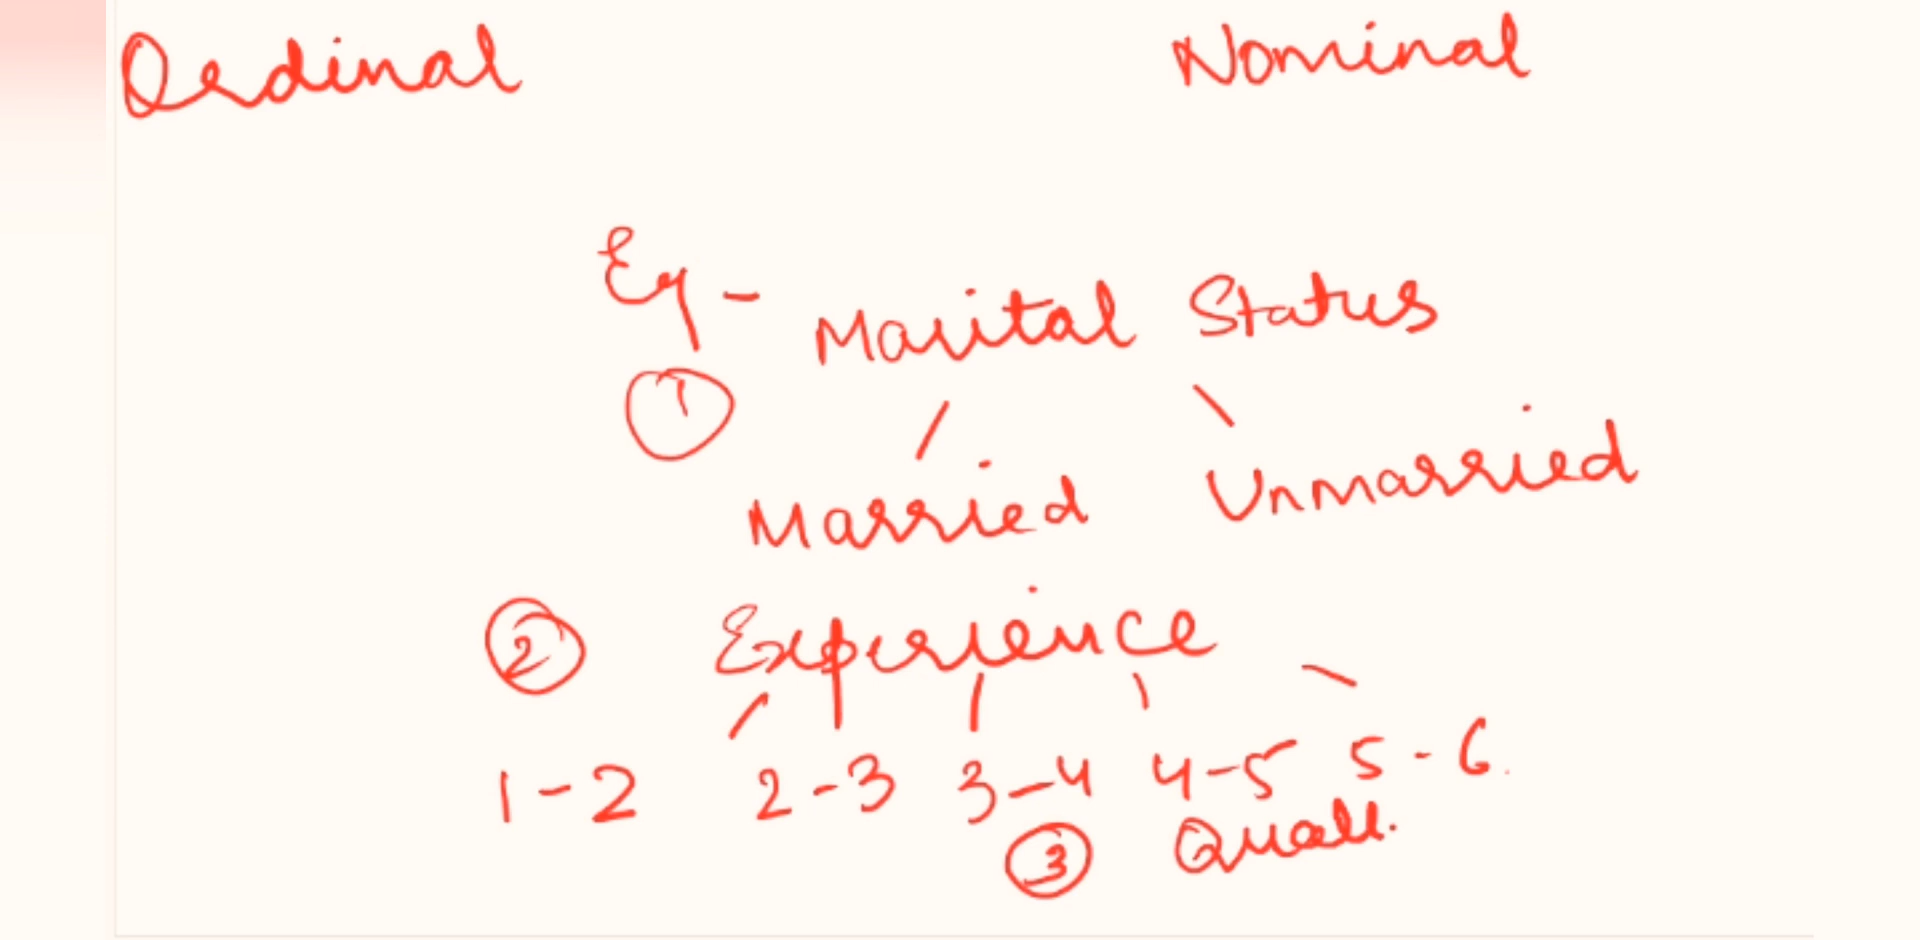 Ordinal Nominal
Eg - Marital Status
①
Married Unmarried
② Experience
1-2 2-3 3-4 4-5 5-6
③ Quali.